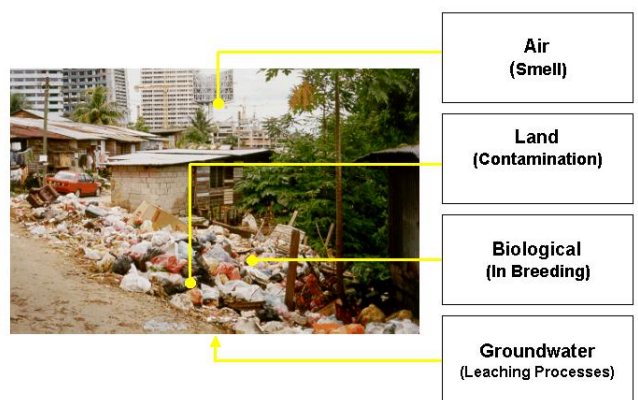 Air
(Smell)
Land
(Contamination)
Biological
(In Breeding)
Groundwater
(Leaching Processes)